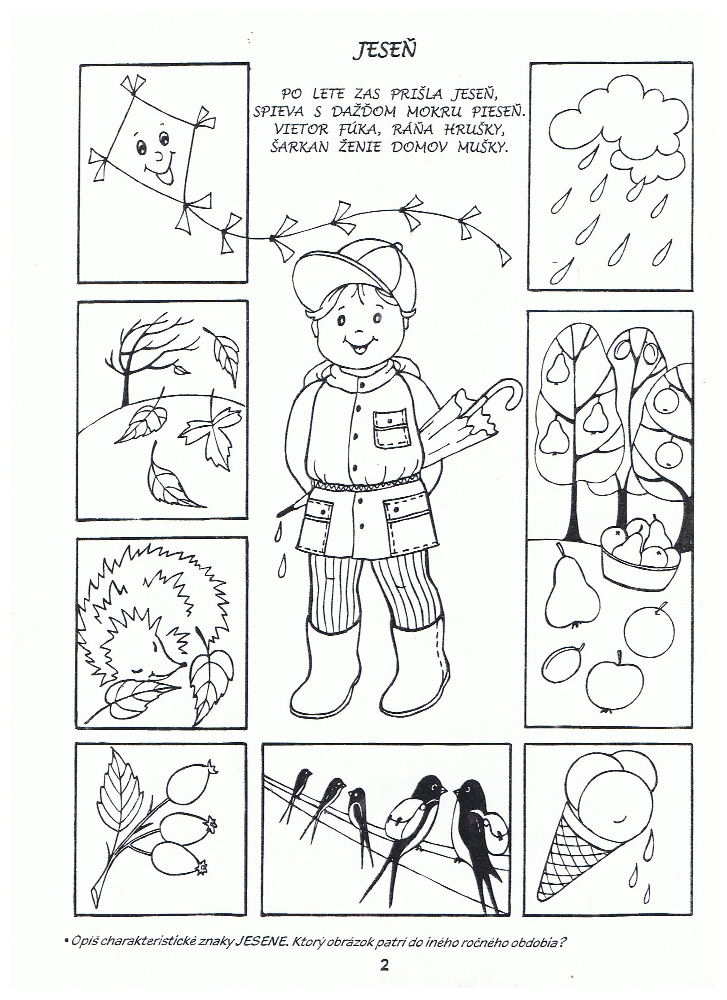 JESEŇ
PO LETE ZAS PRIŠLA JESEŇ,
SPIEVA S DAŽĎOM MOKRU PIESEŇ.
VIETOR FÚKA, RÁŇA HRUŠKY,
ŠARKAN ŽENIE DOMOV MUŠKY.
• Opíš charakteristické znaky JESENE. Ktorý obrázok patrí do iného ročného obdobia?
2